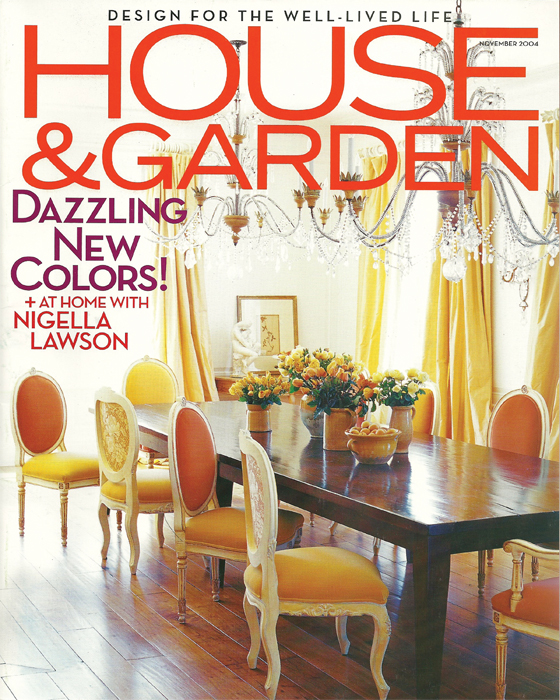 DESIGN FOR THE WELL-LIVED LIFE
HOUSE
NOVEMBER 2004
&GARDEN
DAZZLING
NEW
COLORS!
+ AT HOME WITH
NIGELLA
LAWSON